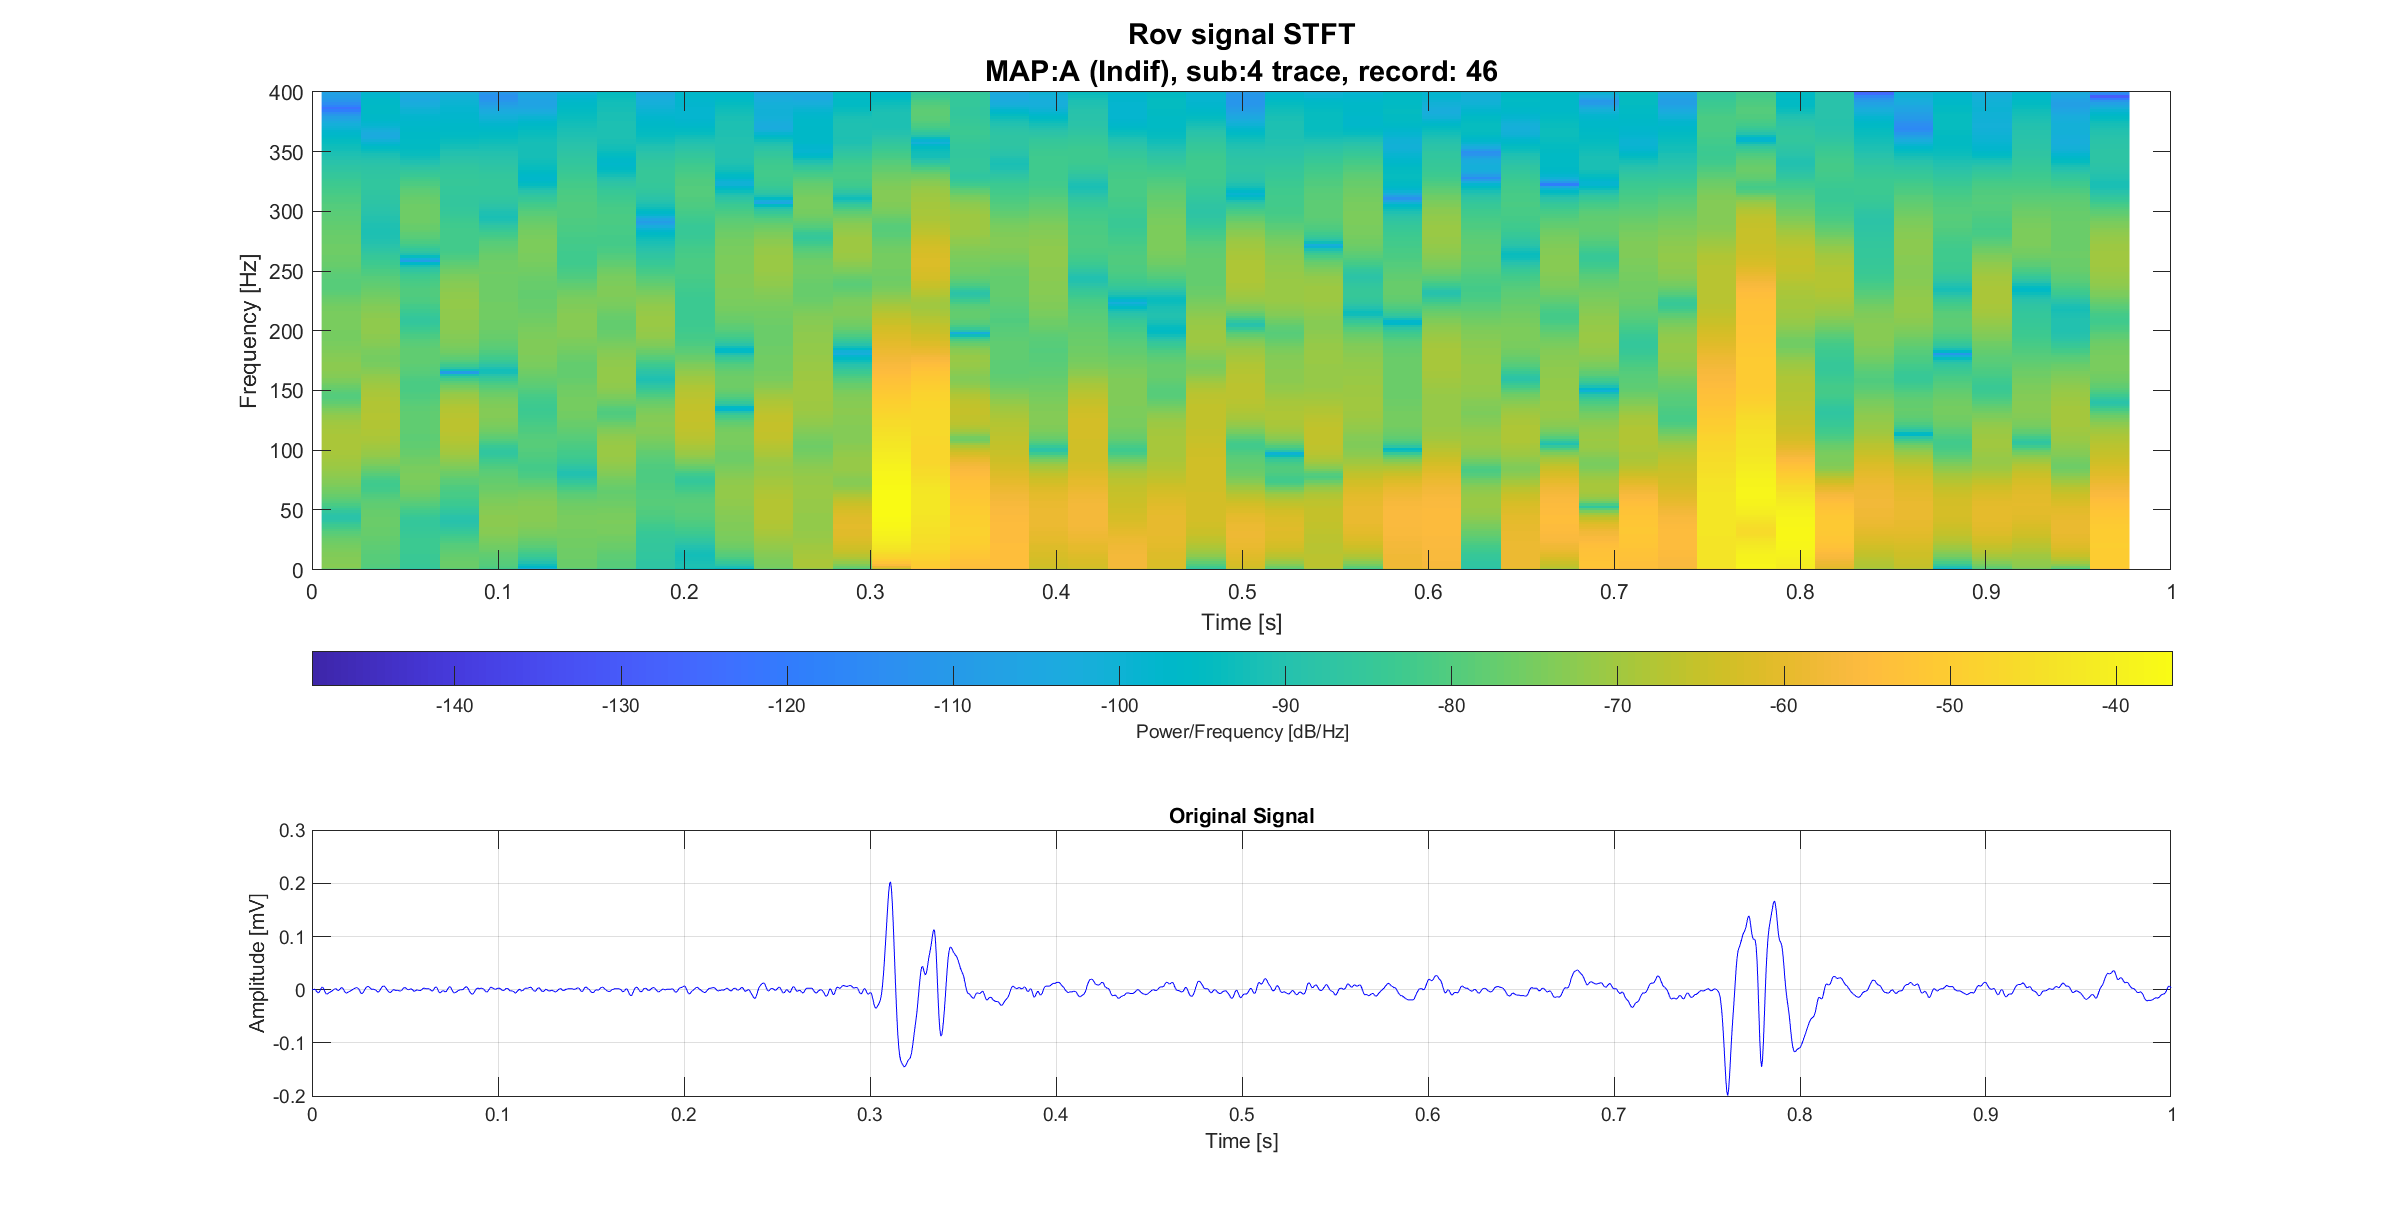 Rov signal STFT
MAP:A (Indif), sub:4 trace, record: 46
400
350
300
250
200
150
100
50
0
Frequency [Hz]
0 0.1 0.2 0.3 0.4 0.5 0.6 0.7 0.8 0.9 1
Time [s]
-140 -130 -120 -110 -100 -90 -80 -70 -60 -50 -40
Power/Frequency [dB/Hz]
Original Signal
0.3
0.2
0.1
0
-0.1
-0.2
Amplitude [mV]
0 0.1 0.2 0.3 0.4 0.5 0.6 0.7 0.8 0.9 1
Time [s]